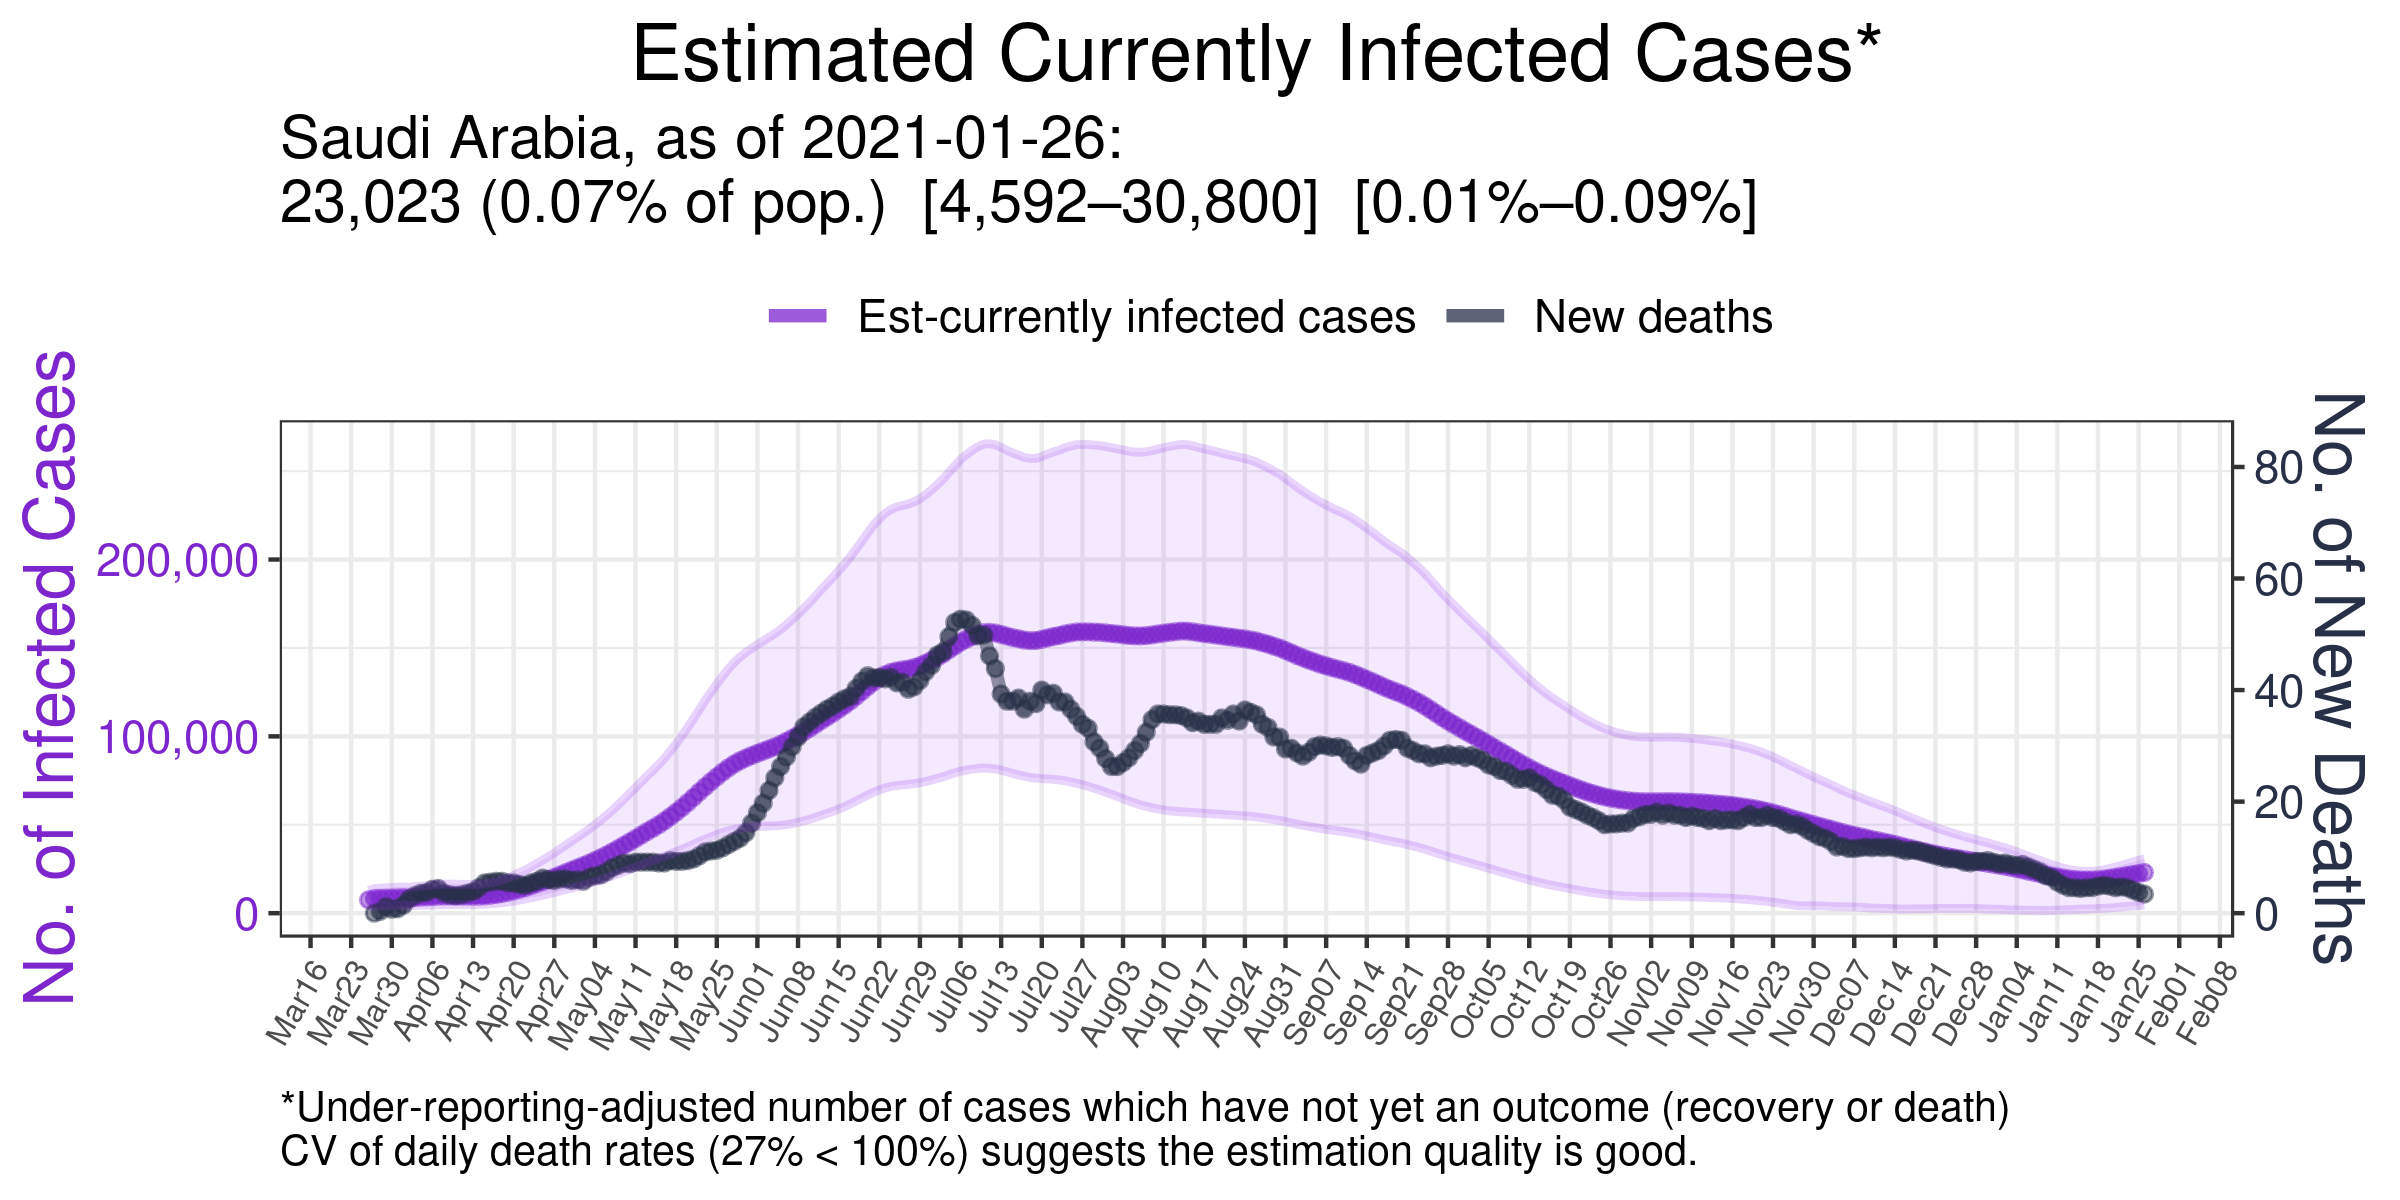 Estimated Currently Infected Cases*
Saudi Arabia, as of 2021-01-26:
23,023 (0.07% of pop.) [4,592–30,800] [0.01%–0.09%]
Est-currently infected cases
New deaths
No. of Infected Cases
200,000
100,000
0
No. of New Deaths
80
60
40
20
0
Mar16
Mar23
Mar30
Apr06
Apr13
Apr20
Apr27
May04
May11
May18
May25
Jun01
Jun08
Jun15
Jun22
Jun29
Jul06
Jul13
Jul20
Jul27
Aug03
Aug10
Aug17
Aug24
Aug31
Sep07
Sep14
Sep21
Sep28
Oct05
Oct12
Oct19
Oct26
Nov02
Nov09
Nov16
Nov23
Nov30
Dec07
Dec14
Dec21
Dec28
Jan04
Jan11
Jan18
Jan25
Feb01
Feb08
*Under-reporting-adjusted number of cases which have not yet an outcome (recovery or death)
CV of daily death rates (27% < 100%) suggests the estimation quality is good.